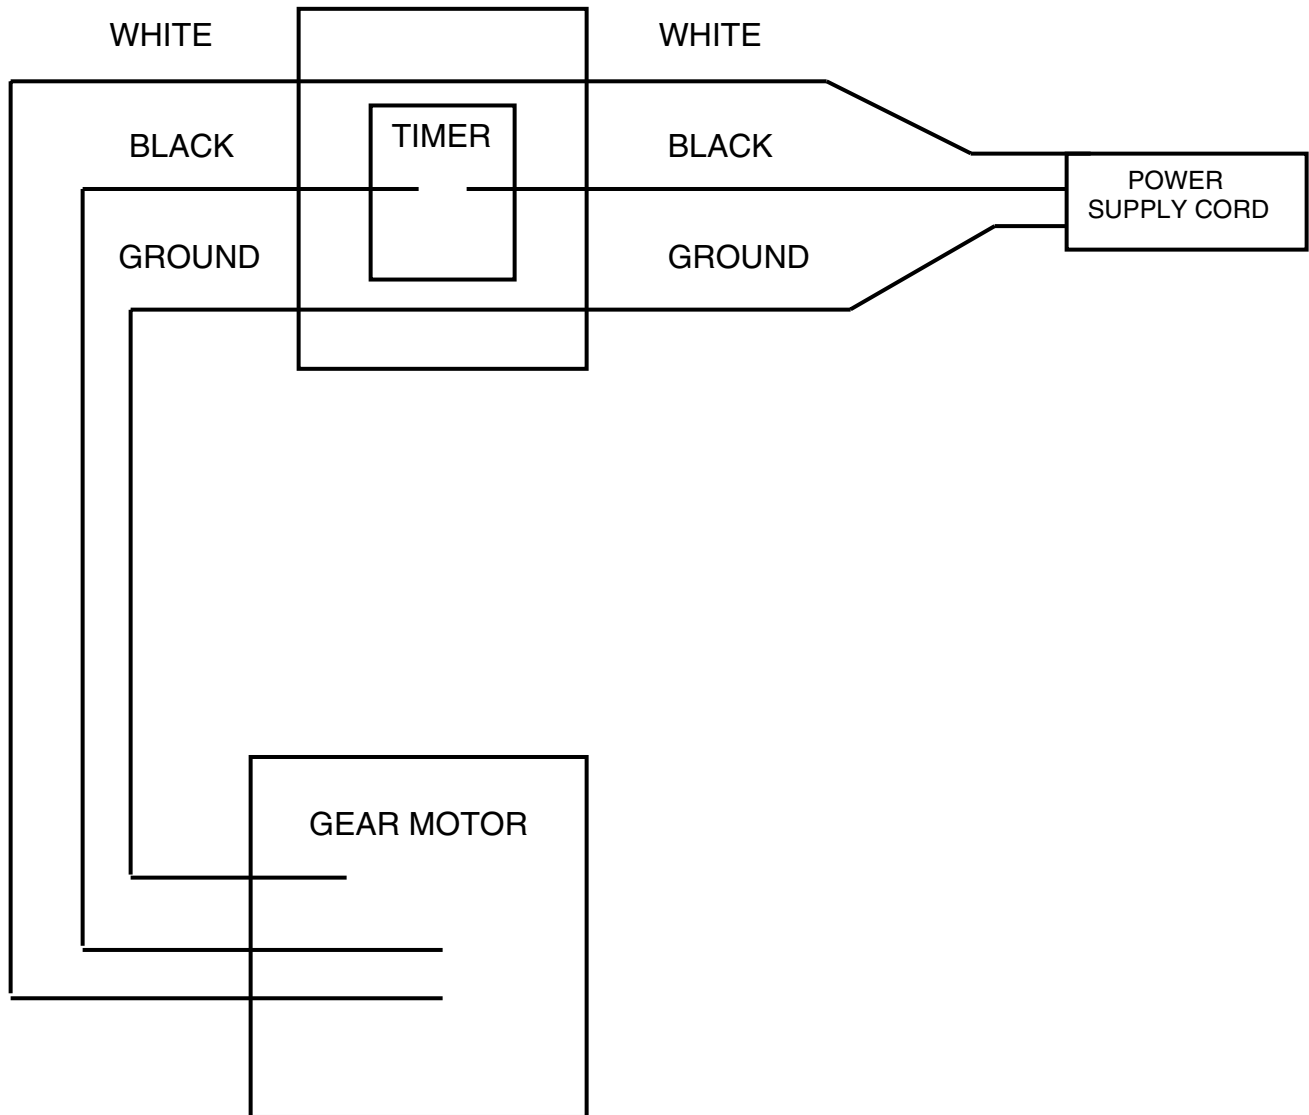 WHITE
WHITE
BLACK
TIMER
BLACK
POWER
SUPPLY CORD
GROUND
GROUND
GEAR MOTOR